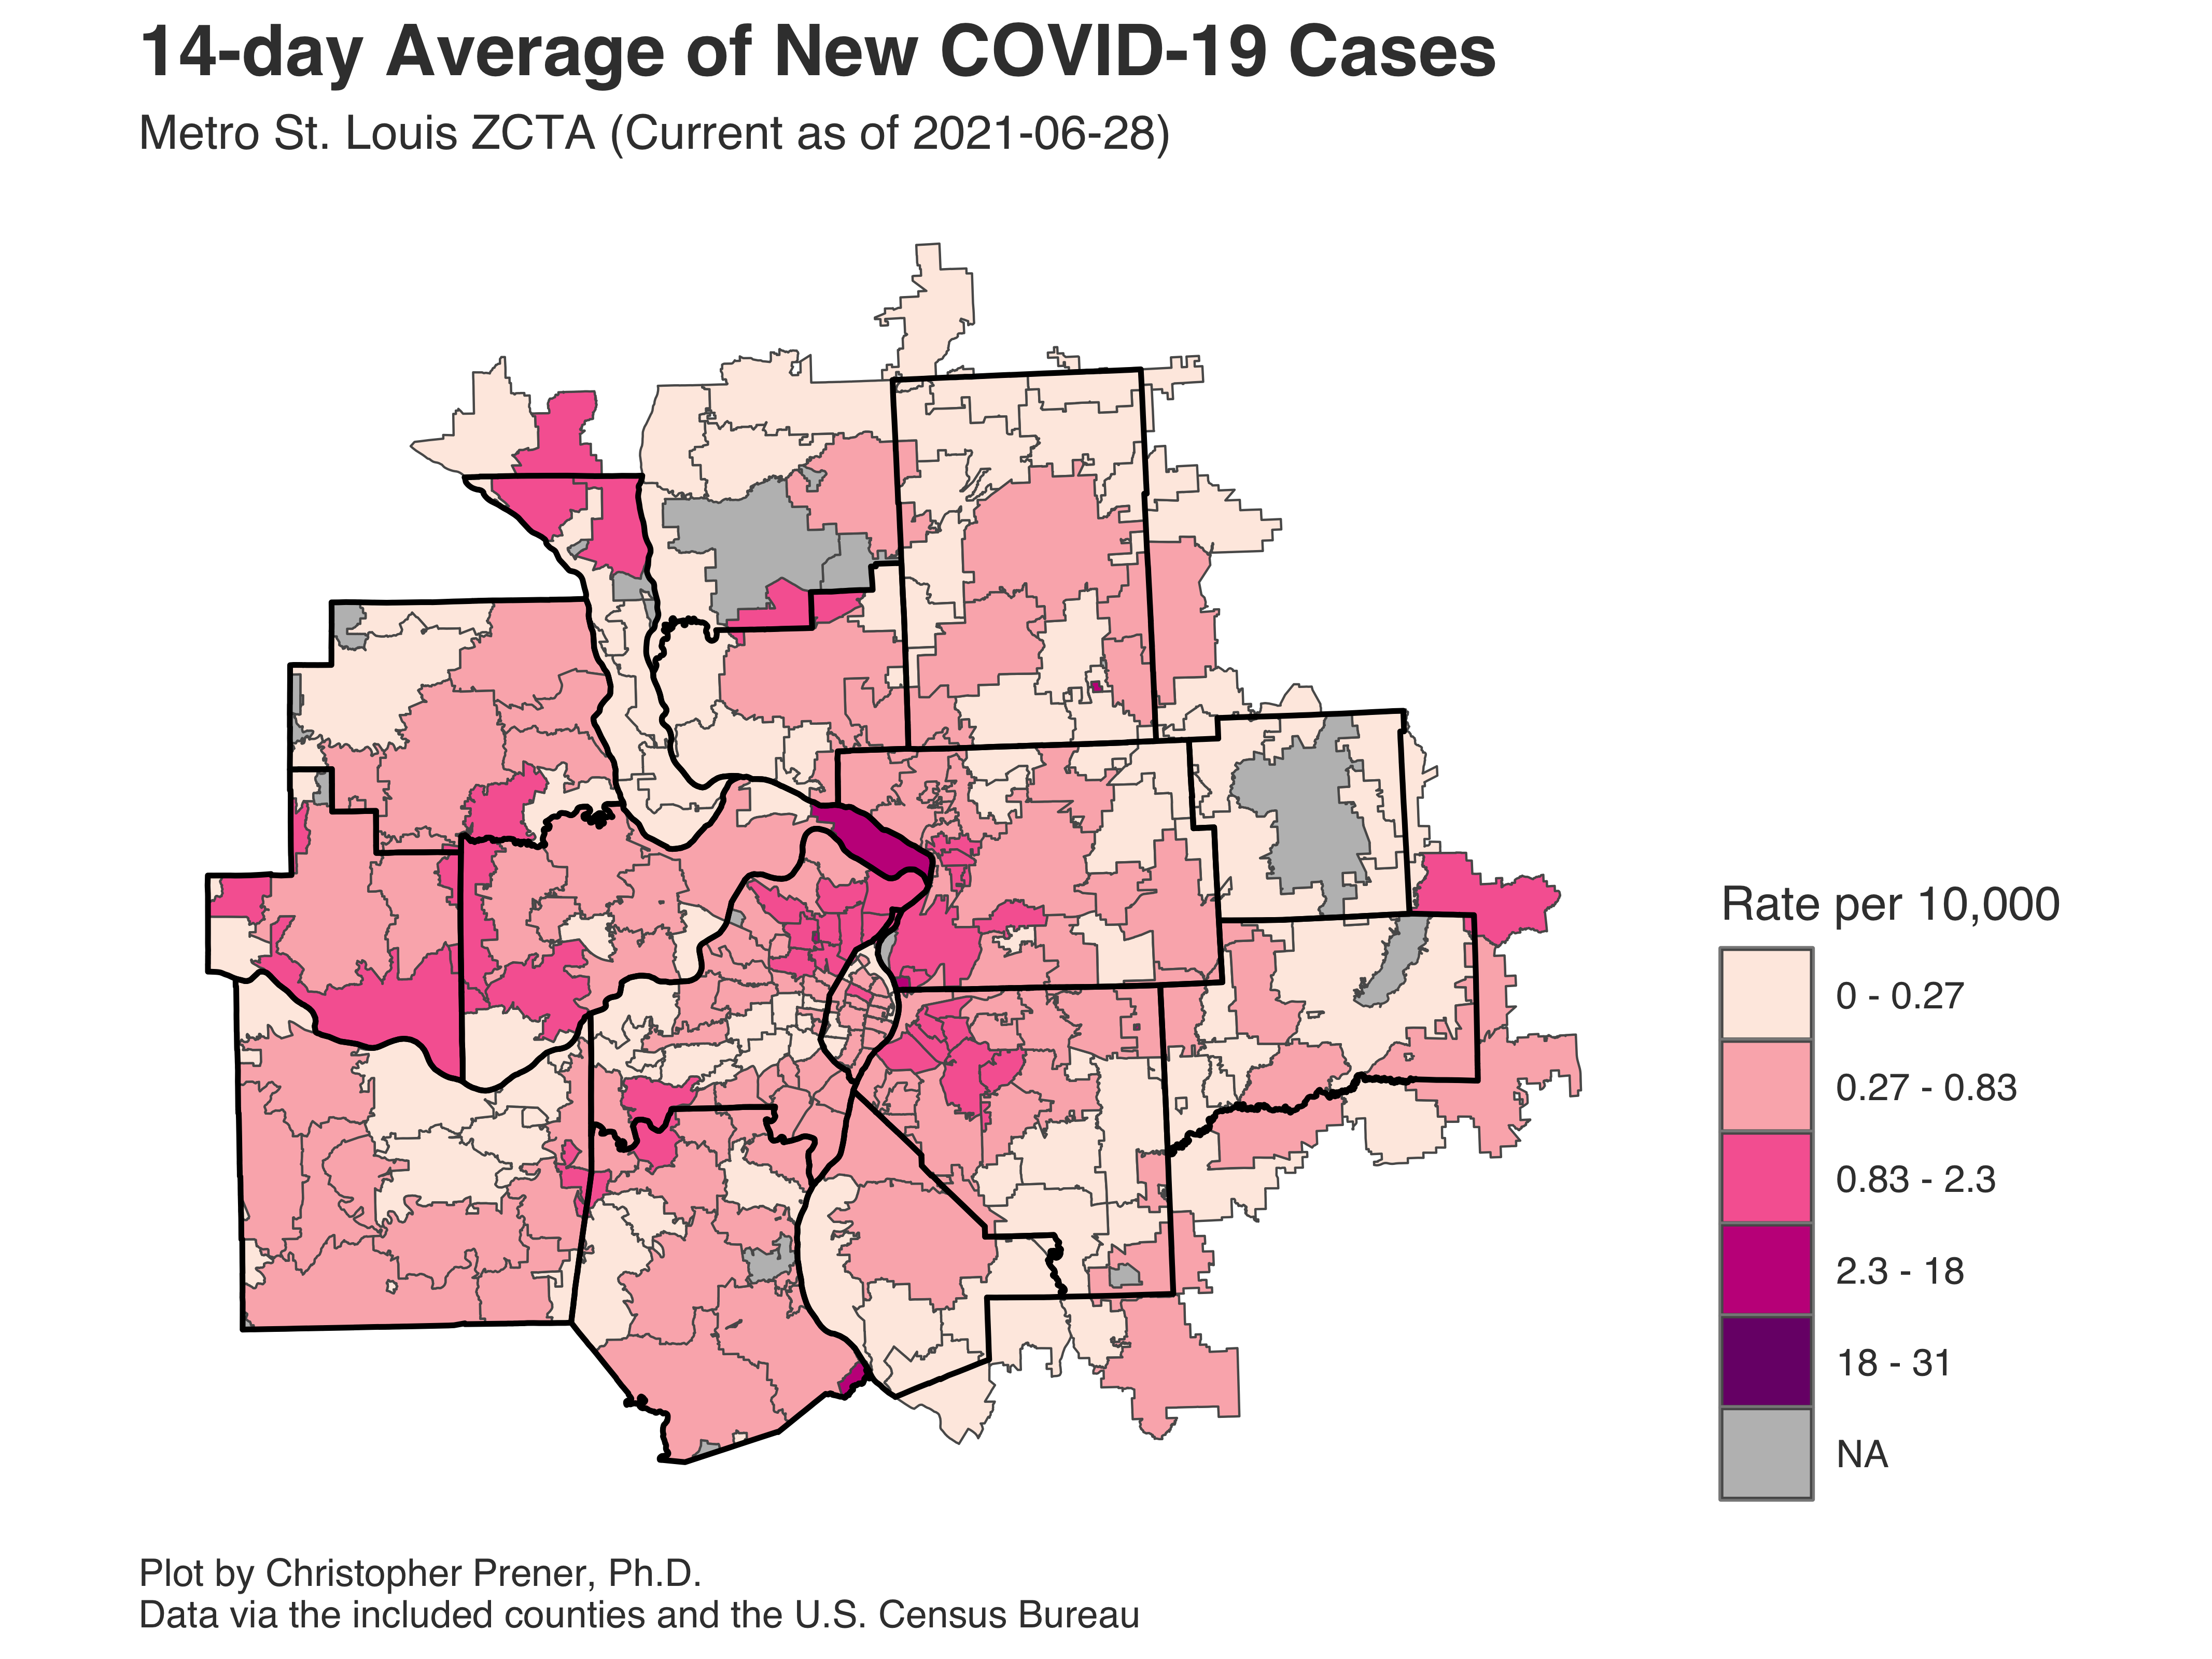 14-day Average of New COVID-19 Cases
Metro St. Louis ZCTA (Current as of 2021-06-28)
Rate per 10,000
0 - 0.27
0.27 - 0.83
0.83 - 2.3
2.3 - 18
18 - 31
NA
Plot by Christopher Prener, Ph.D.
Data via the included counties and the U.S. Census Bureau